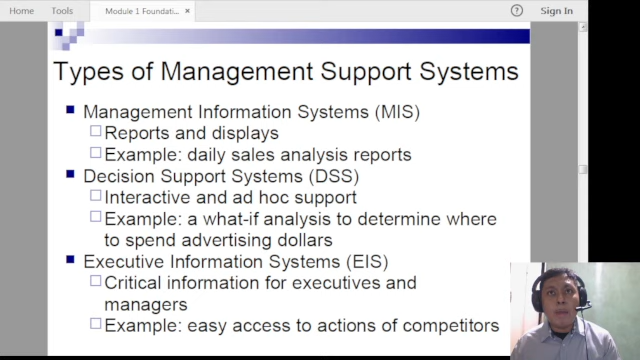 Home Tools Module 1 Foundati... × ? Sign In
Types of Management Support Systems
Management Information Systems (MIS)
Reports and displays
Example: daily sales analysis reports
Decision Support Systems (DSS)
Interactive and ad hoc support
Example: a what-if analysis to determine where
to spend advertising dollars
Executive Information Systems (EIS)
Critical information for executives and
managers
Example: easy access to actions of competitors